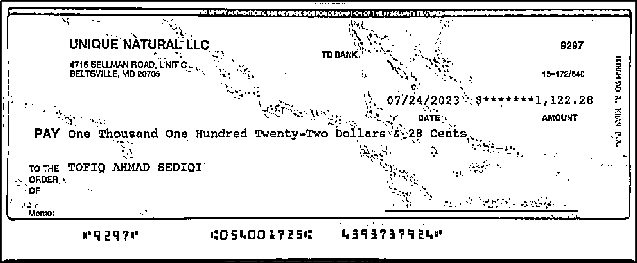 UNIQUE NATURAL LLC
TD BANK
9297
4716 SELLMAN ROAD, UNIT C
BELTSVILLE, MD 20705
15-172/540
07/24/2023 $*******1,122.28
DATE AMOUNT
PAY One Thousand One Hundred Twenty-Two Dollars & 28 Cents
TO THE TOFIQ AHMAD SEDIQI
ORDER
OF
Memo:
⑈9297⑈ ⑆054001725⑆ 4393737924⑈